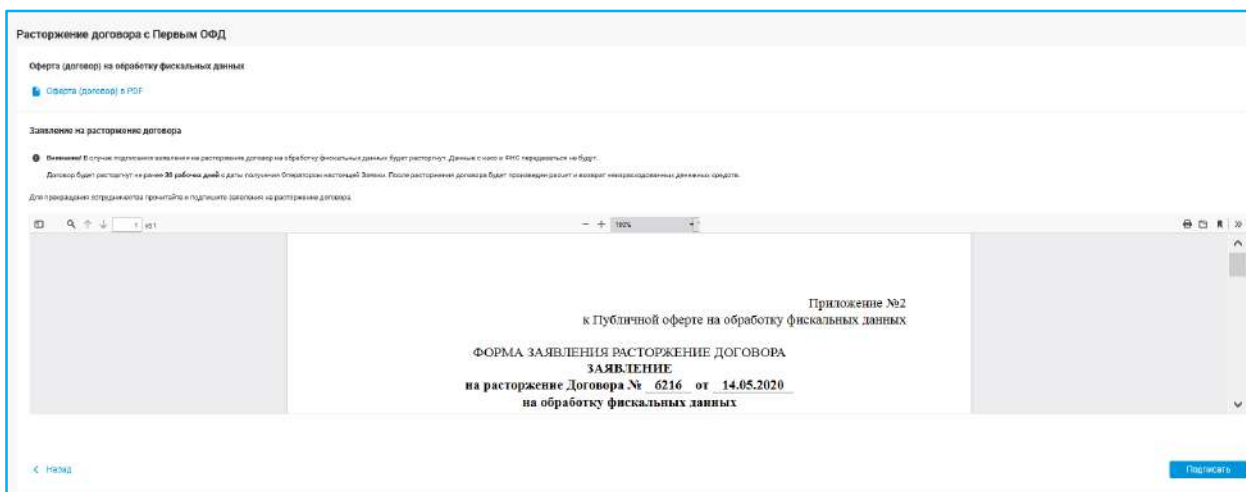 Расторжение договора с Первым ОФД
Оферта (договор) на обработку фискальных данных
Оферта (договор) в PDF
Заявление на расторжение договора
Внимание! В случае подписания заявления на расторжение договор на обработку фискальных данных будет расторгнут. Данные с касс в ФНС передаваться не будут.
Договор будет расторгнут не ранее 30 рабочих дней с даты получения Оператором настоящей Заявки. После расторжения договора будет произведен расчет и возврат неизрасходованных денежных средств.
Для прекращения сотрудничества прочитайте и подпишите заявление на расторжение договора.
1 из 1 100%
Приложение №2
к Публичной оферте на обработку фискальных данных
ФОРМА ЗАЯВЛЕНИЯ РАСТОРЖЕНИЕ ДОГОВОРА
ЗАЯВЛЕНИЕ
на расторжение Договора № 6216 от 14.05.2020
на обработку фискальных данных
Назад Подписать